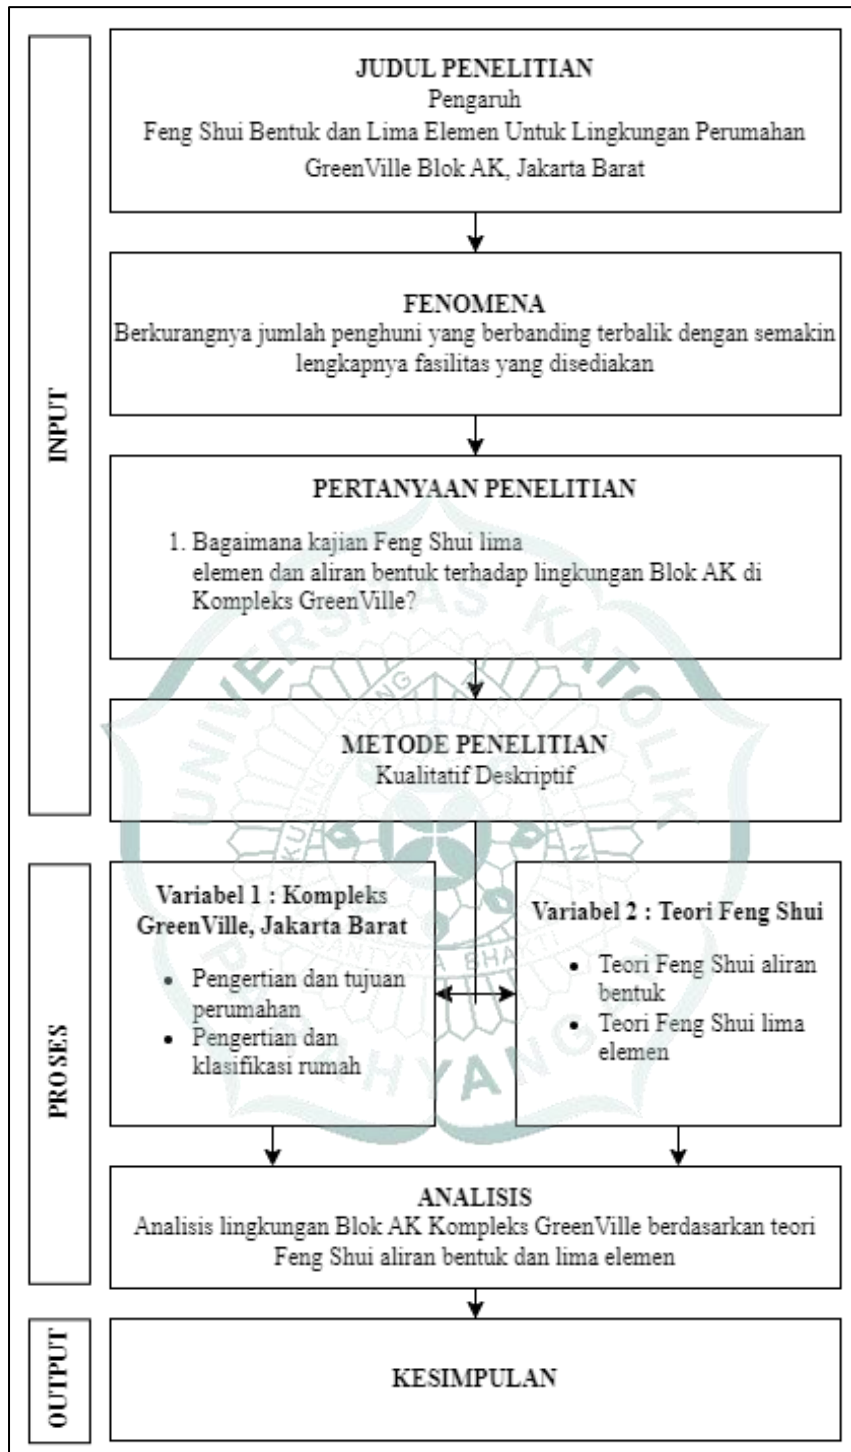 INPUT
JUDUL PENELITIAN
Pengaruh
Feng Shui Bentuk dan Lima Elemen Untuk Lingkungan Perumahan
GreenVille Blok AK, Jakarta Barat
FENOMENA
Berkurangnya jumlah penghuni yang berbanding terbalik dengan semakin
lengkapnya fasilitas yang disediakan
PERTANYAAN PENELITIAN
1. Bagaimana kajian Feng Shui lima
elemen dan aliran bentuk terhadap lingkungan Blok AK di
Kompleks GreenVille?
METODE PENELITIAN
Kualitatif Deskriptif
PROSES
Variabel 1 : Kompleks
GreenVille, Jakarta Barat
• Pengertian dan tujuan
perumahan
• Pengertian dan
klasifikasi rumah
Variabel 2 : Teori Feng Shui
• Teori Feng Shui aliran
bentuk
• Teori Feng Shui lima
elemen
ANALISIS
Analisis lingkungan Blok AK Kompleks GreenVille berdasarkan teori
Feng Shui aliran bentuk dan lima elemen
OUTPUT
KESIMPULAN
UNIVERSITAS KATOLIK
PARAHYANGAN